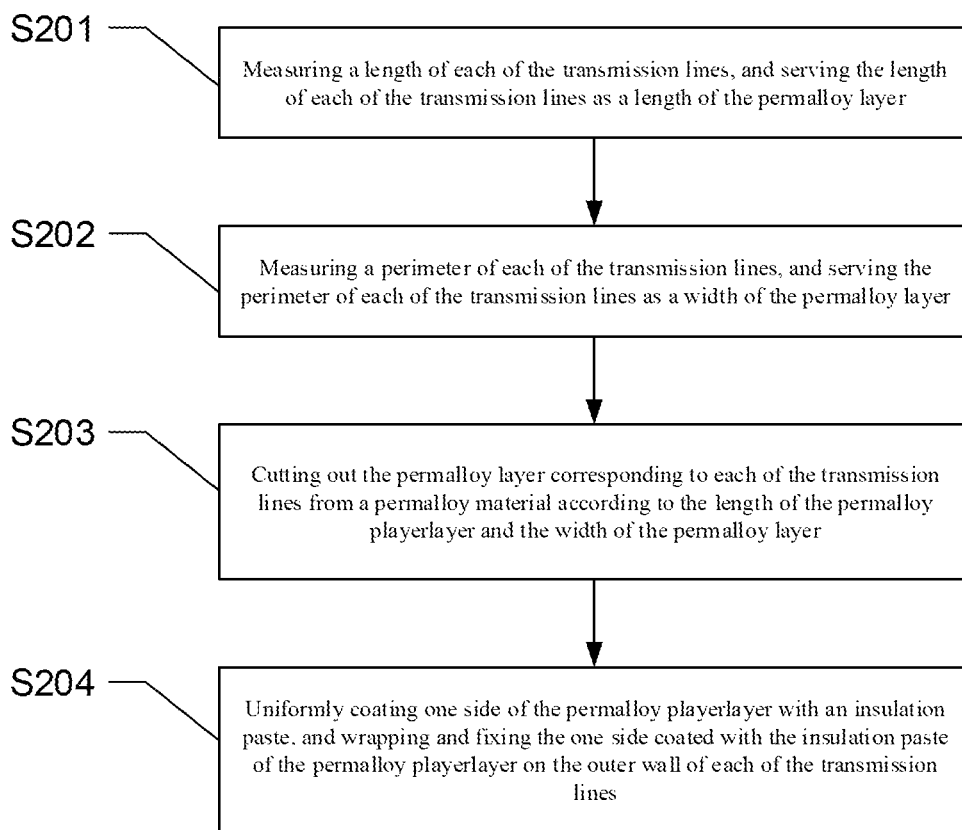 S201
Measuring a length of each of the transmission lines, and serving the length
of each of the transmission lines as a length of the permalloy layer
S202
Measuring a perimeter of each of the transmission lines, and serving the
perimeter of each of the transmission lines as a width of the permalloy layer
S203
Cutting out the permalloy layer corresponding to each of the transmission
lines from a permalloy material according to the length of the permalloy
playerlayer and the width of the permalloy layer
S204
Uniformly coating one side of the permalloy playerlayer with an insulation
paste, and wrapping and fixing the one side coated with the insulation paste
of the permalloy playerlayer on the outer wall of each of the transmission
lines